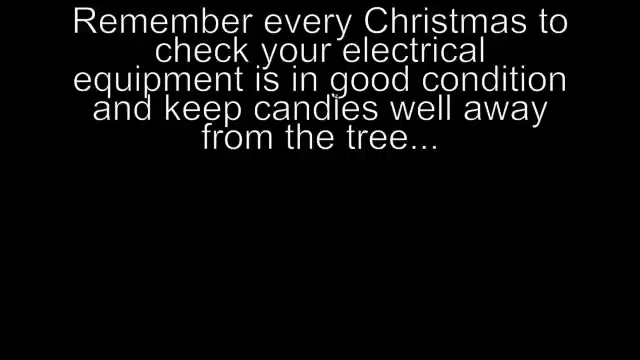 Remember every Christmas to
check your electrical
equipment is in good condition
and keep candles well away
from the tree...